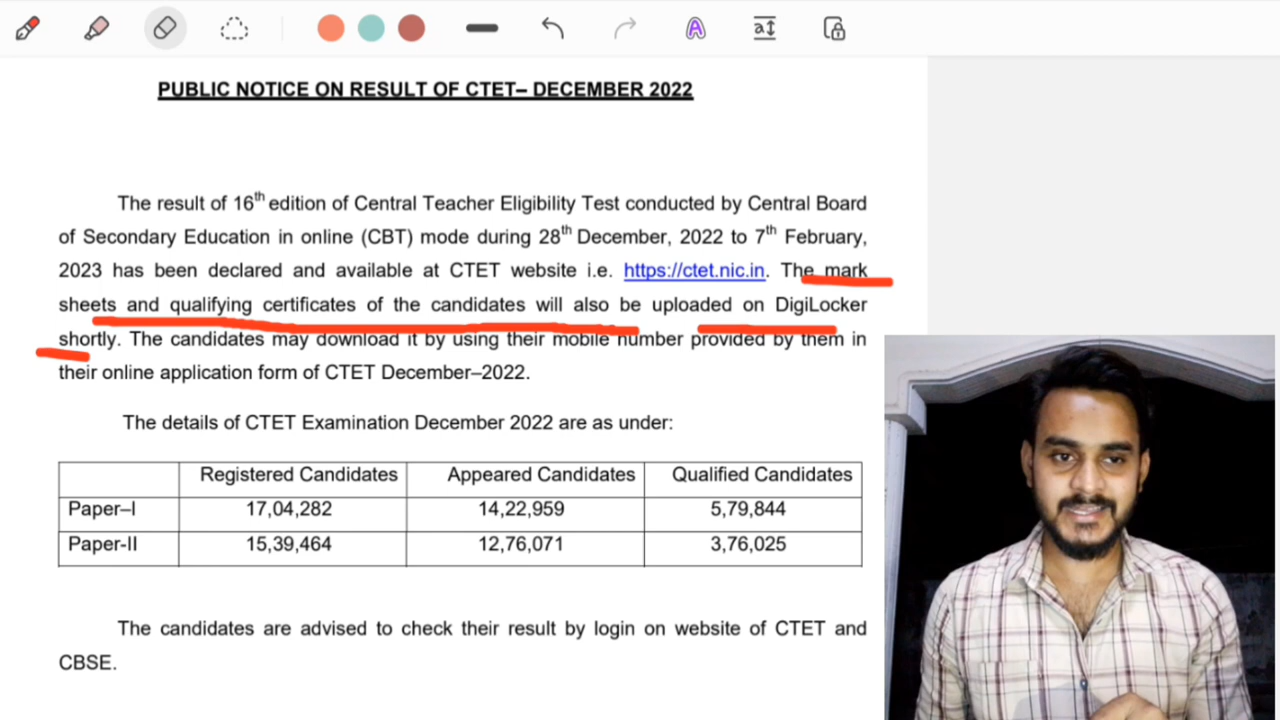 PUBLIC NOTICE ON RESULT OF CTET– DECEMBER 2022
The result of 16th edition of Central Teacher Eligibility Test conducted by Central Board
of Secondary Education in online (CBT) mode during 28th December, 2022 to 7th February,
2023 has been declared and available at CTET website i.e. https://ctet.nic.in. The mark
sheets and qualifying certificates of the candidates will also be uploaded on DigiLocker
shortly. The candidates may download it by using their mobile number provided by them in
their online application form of CTET December–2022.
The details of CTET Examination December 2022 are as under:
Registered Candidates Appeared Candidates Qualified Candidates
Paper–I 17,04,282 14,22,959 5,79,844
Paper-II 15,39,464 12,76,071 3,76,025
The candidates are advised to check their result by login on website of CTET and
CBSE.